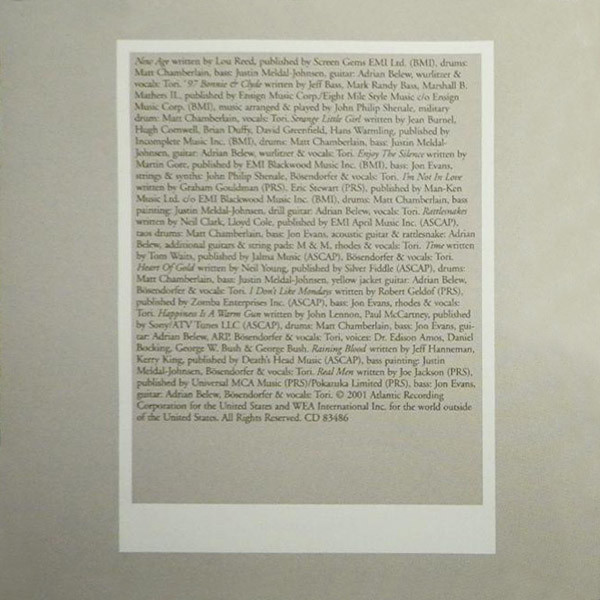 New Age written by Lou Reed, published by Screen Gems EMI Ltd. (BMI), drums:
Matt Chamberlain, bass: Justin Meldal-Johnsen, guitar: Adrian Belew, wurlitzer &
vocals: Tori. '97 Bonnie & Clyde written by Jeff Bass, Mark Randy Bass, Marshall B.
Mathers II., published by Ensign Music Corp./Eight Mile Style Music c/o Ensign
Music Corp. (BMI), music arranged & played by John Philip Shenale, military
drum: Matt Chamberlain, vocals: Tori. Strange Little Girl written by Jean Burnel,
Hugh Cornwell, Brian Duffy, David Greenfield, Hans Warmling, published by
Incomplete Music Inc. (BMI), drums: Matt Chamberlain, bass: Justin Meldal-
Johnsen, guitar: Adrian Belew, wurlitzer & vocals: Tori. Enjoy The Silence written by
Martin Gore, published by EMI Blackwood Music Inc. (BMI), bass: Jon Evans,
strings & synths: John Philip Shenale, Bösendorfer & vocals: Tori. I'm Not In Love
written by Graham Gouldman (PRS), Eric Stewart (PRS), published by Man-Ken
Music Ltd. c/o EMI Blackwood Music Inc. (BMI), drums: Matt Chamberlain, bass
painting: Justin Meldal-Johnsen, drill guitar: Adrian Belew, vocals: Tori. Rattlesnakes
written by Neil Clark, Lloyd Cole, published by EMI April Music Inc. (ASCAP),
taos drums: Matt Chamberlain, bass: Jon Evans, acoustic guitar & rattlesnake: Adrian
Belew, additional guitars & string pads: M & M, rhodes & vocals: Tori. Time written
by Tom Waits, published by Jalma Music (ASCAP), Bösendorfer & vocals: Tori.
Heart Of Gold written by Neil Young, published by Silver Fiddle (ASCAP), drums:
Matt Chamberlain, bass: Justin Meldal-Johnsen, yellow jacket guitar: Adrian Belew,
Bösendorfer & vocals: Tori. I Don't Like Mondays written by Robert Geldof (PRS),
published by Zomba Enterprises Inc. (ASCAP), bass: Jon Evans, rhodes & vocals:
Tori. Happiness Is A Warm Gun written by John Lennon, Paul McCartney, published
by Sony/ATV Tunes LLC (ASCAP), drums: Matt Chamberlain, bass: Jon Evans, gui-
tar: Adrian Belew, ARP, Bösendorfer & vocals: Tori, voices: Dr. Edison Amos, Daniel
Bocking, George W. Bush & George Bush. Raining Blood written by Jeff Hanneman,
Kerry King, published by Death's Head Music (ASCAP), bass painting: Justin
Meldal-Johnsen, Bösendorfer & vocals: Tori. Real Men written by Joe Jackson (PRS),
published by Universal MCA Music (PRS)/Pokazuka Limited (PRS), bass: Jon Evans,
guitar: Adrian Belew, Bösendorfer & vocals: Tori. © 2001 Atlantic Recording
Corporation for the United States and WEA International Inc. for the world outside
of the United States. All Rights Reserved. CD 83486